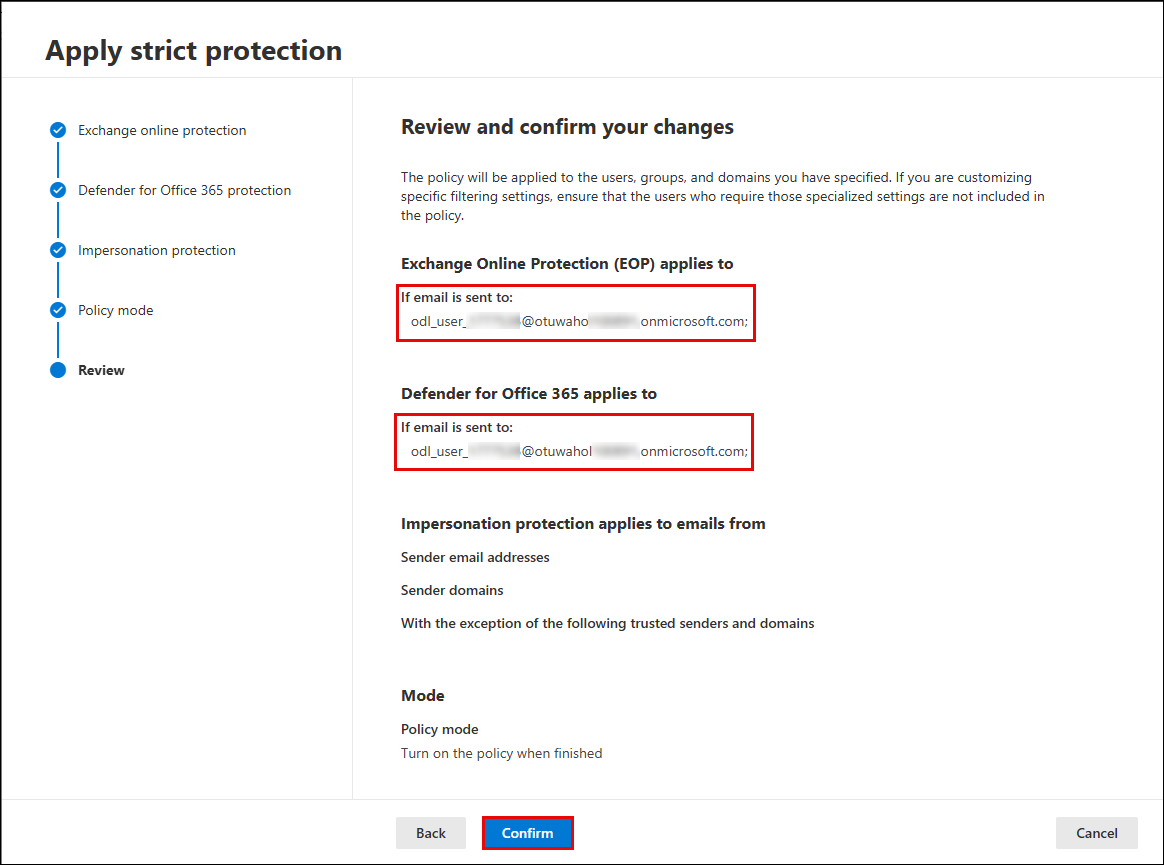 Apply strict protection
Exchange online protection
Defender for Office 365 protection
Impersonation protection
Policy mode
Review
Review and confirm your changes
The policy will be applied to the users, groups, and domains you have specified. If you are customizing
specific filtering settings, ensure that the users who require those specialized settings are not included in
the policy.
Exchange Online Protection (EOP) applies to
If email is sent to:
odl_user_ @otuwaho onmicrosoft.com;
Defender for Office 365 applies to
If email is sent to:
odl_user_ @otuwahol onmicrosoft.com;
Impersonation protection applies to emails from
Sender email addresses
Sender domains
With the exception of the following trusted senders and domains
Mode
Policy mode
Turn on the policy when finished
Back
Confirm
Cancel